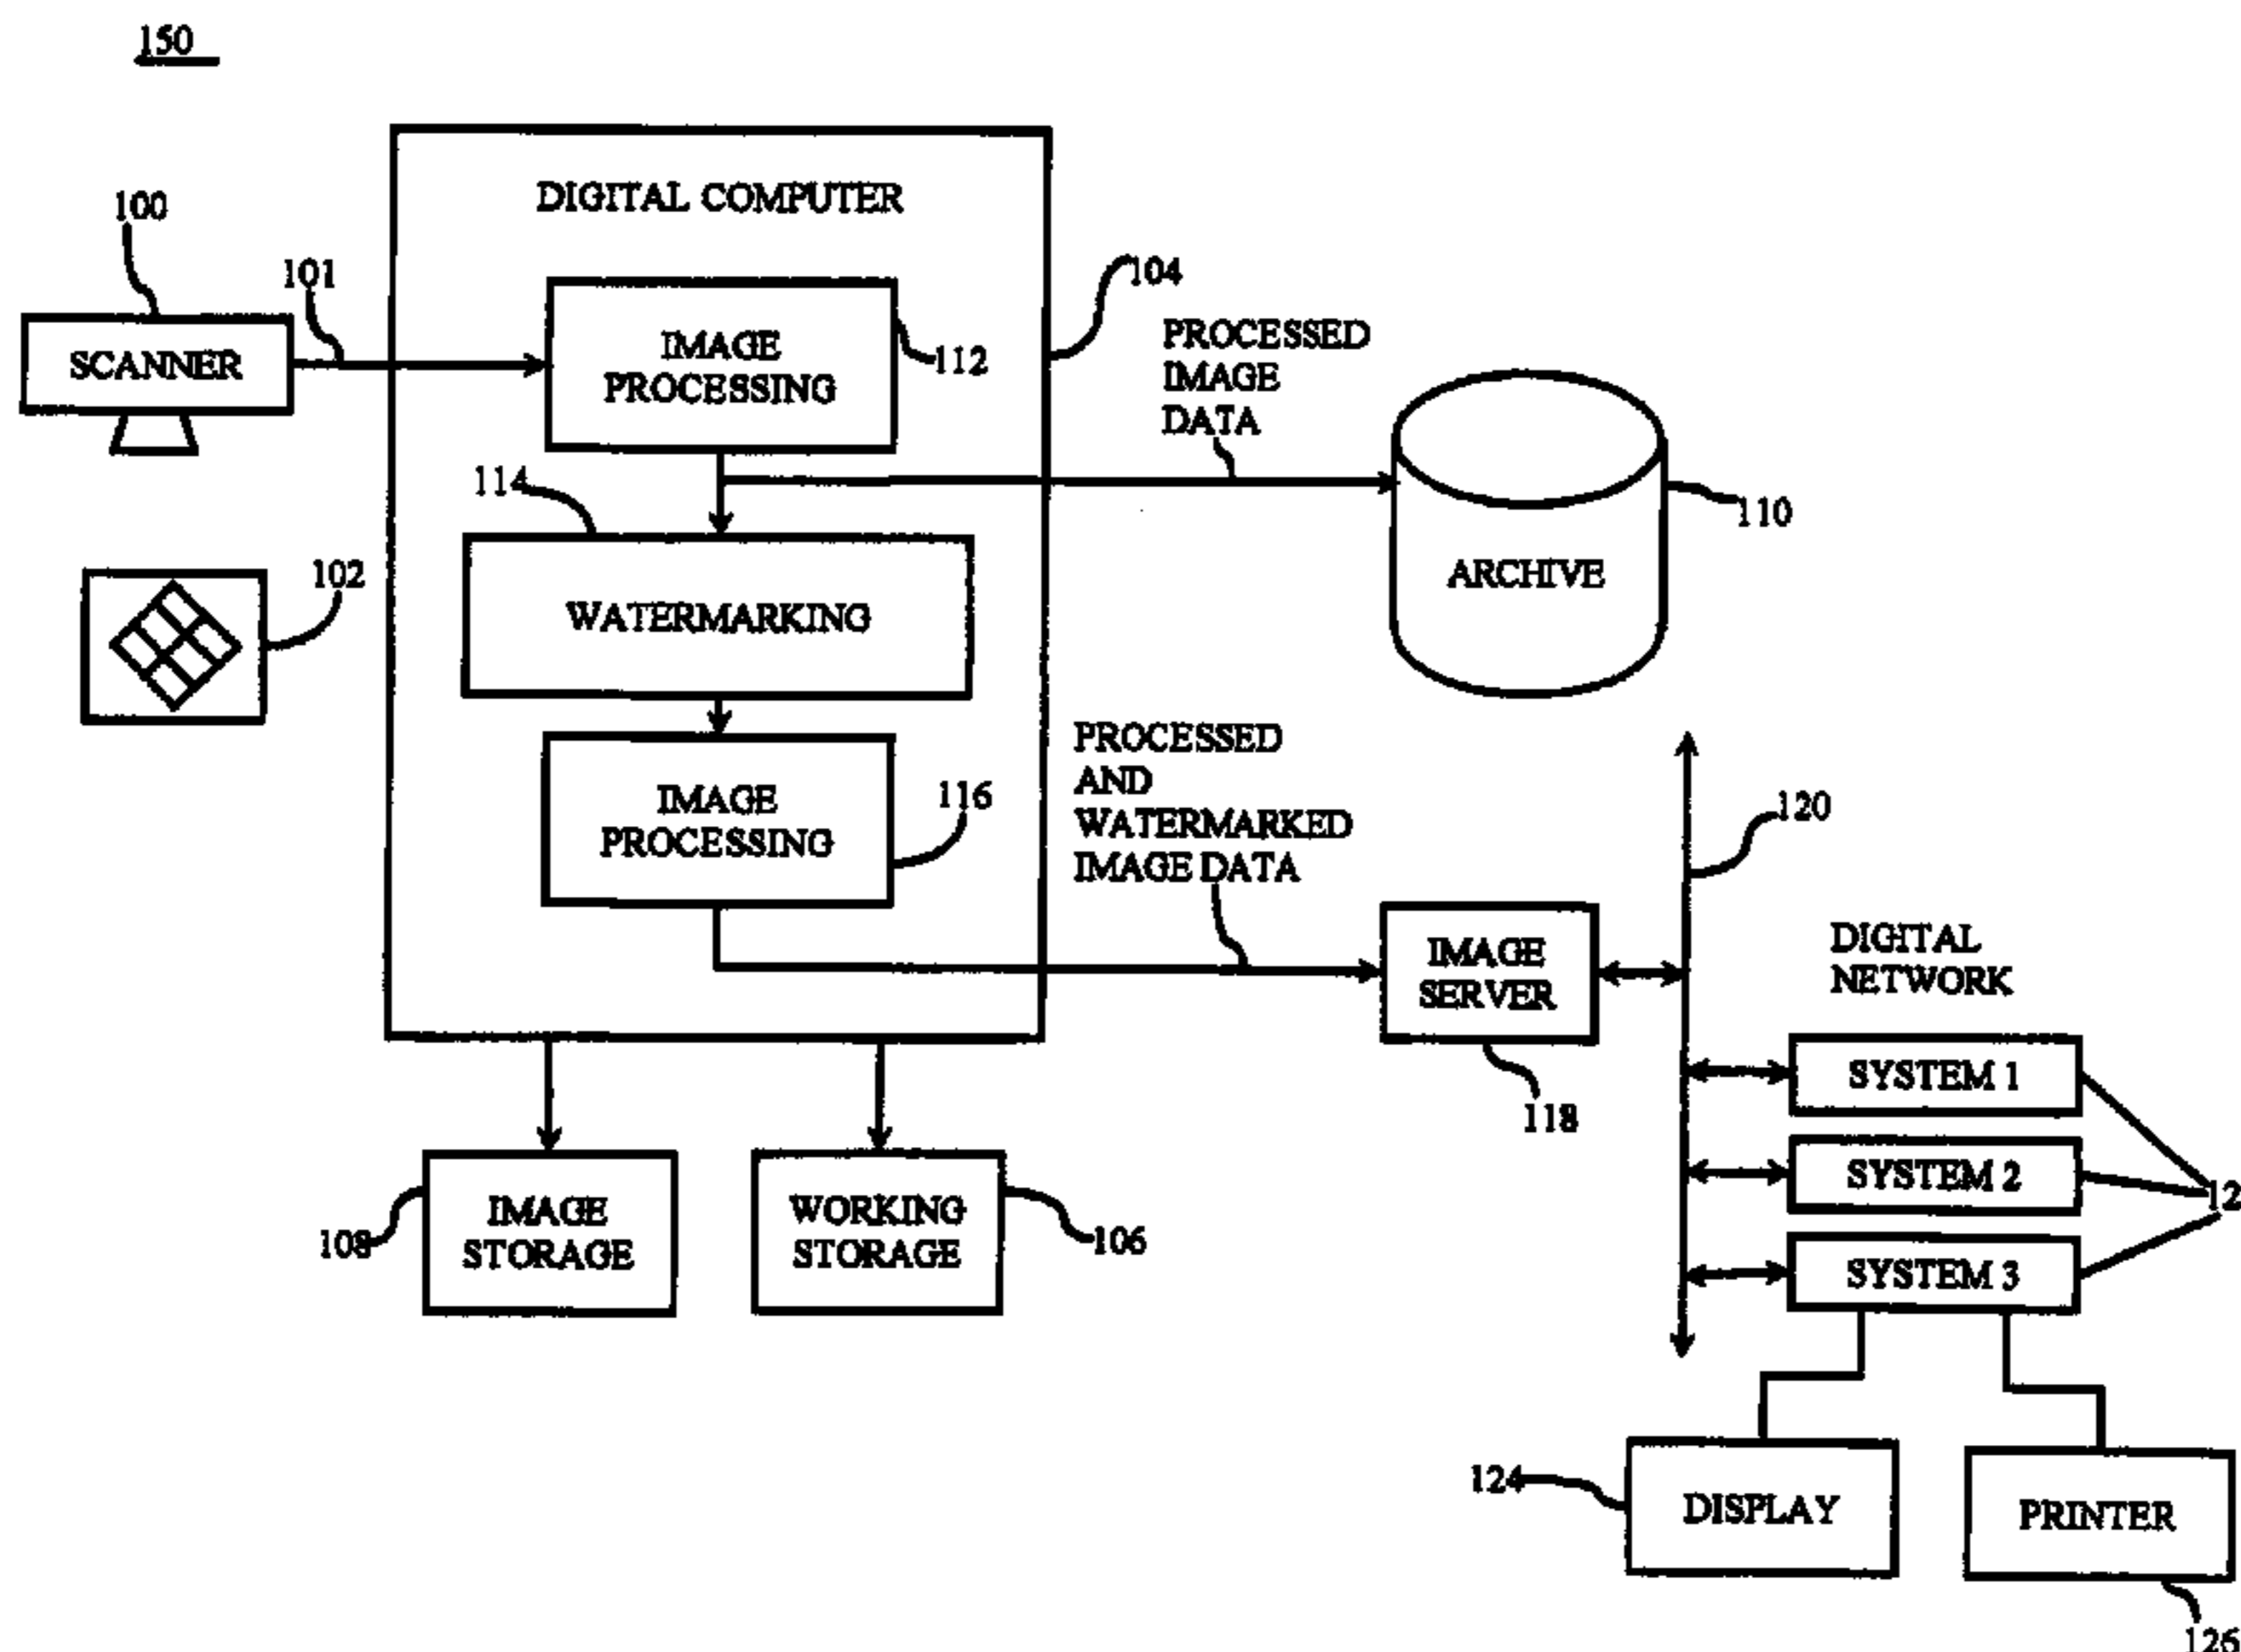 150
100
101
SCANNER
102
DIGITAL COMPUTER
104
IMAGE
PROCESSING
112
114
WATERMARKING
IMAGE
PROCESSING
116
PROCESSED
IMAGE
DATA
ARCHIVE
110
PROCESSED
AND
WATERMARKED
IMAGE DATA
120
IMAGE
SERVER
118
DIGITAL
NETWORK
SYSTEM 1
SYSTEM 2
SYSTEM 3
12
108
IMAGE
STORAGE
WORKING
STORAGE
106
124
DISPLAY
PRINTER
126